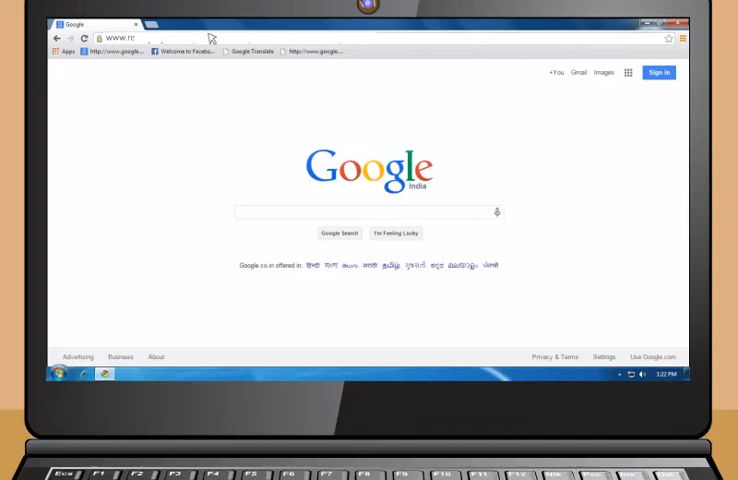 Google
www.re
Apps http://www.google... Welcome to Facebo... Google Translate http://www.google...
+You Gmail Images Sign in
Google
India
Google Search I'm Feeling Lucky
Google.co.in offered in: हिन्दी বাংলা తెలుగు मराठी தமிழ் ગુજરાતી ಕನ್ನಡ മലയാളം ਪੰਜਾਬੀ
Advertising Business About Privacy & Terms Settings Use Google.com
1:22 PM
Esc F1 F2 F3 F4 F5 F6 F7 F8 F9 F10 F11 F12